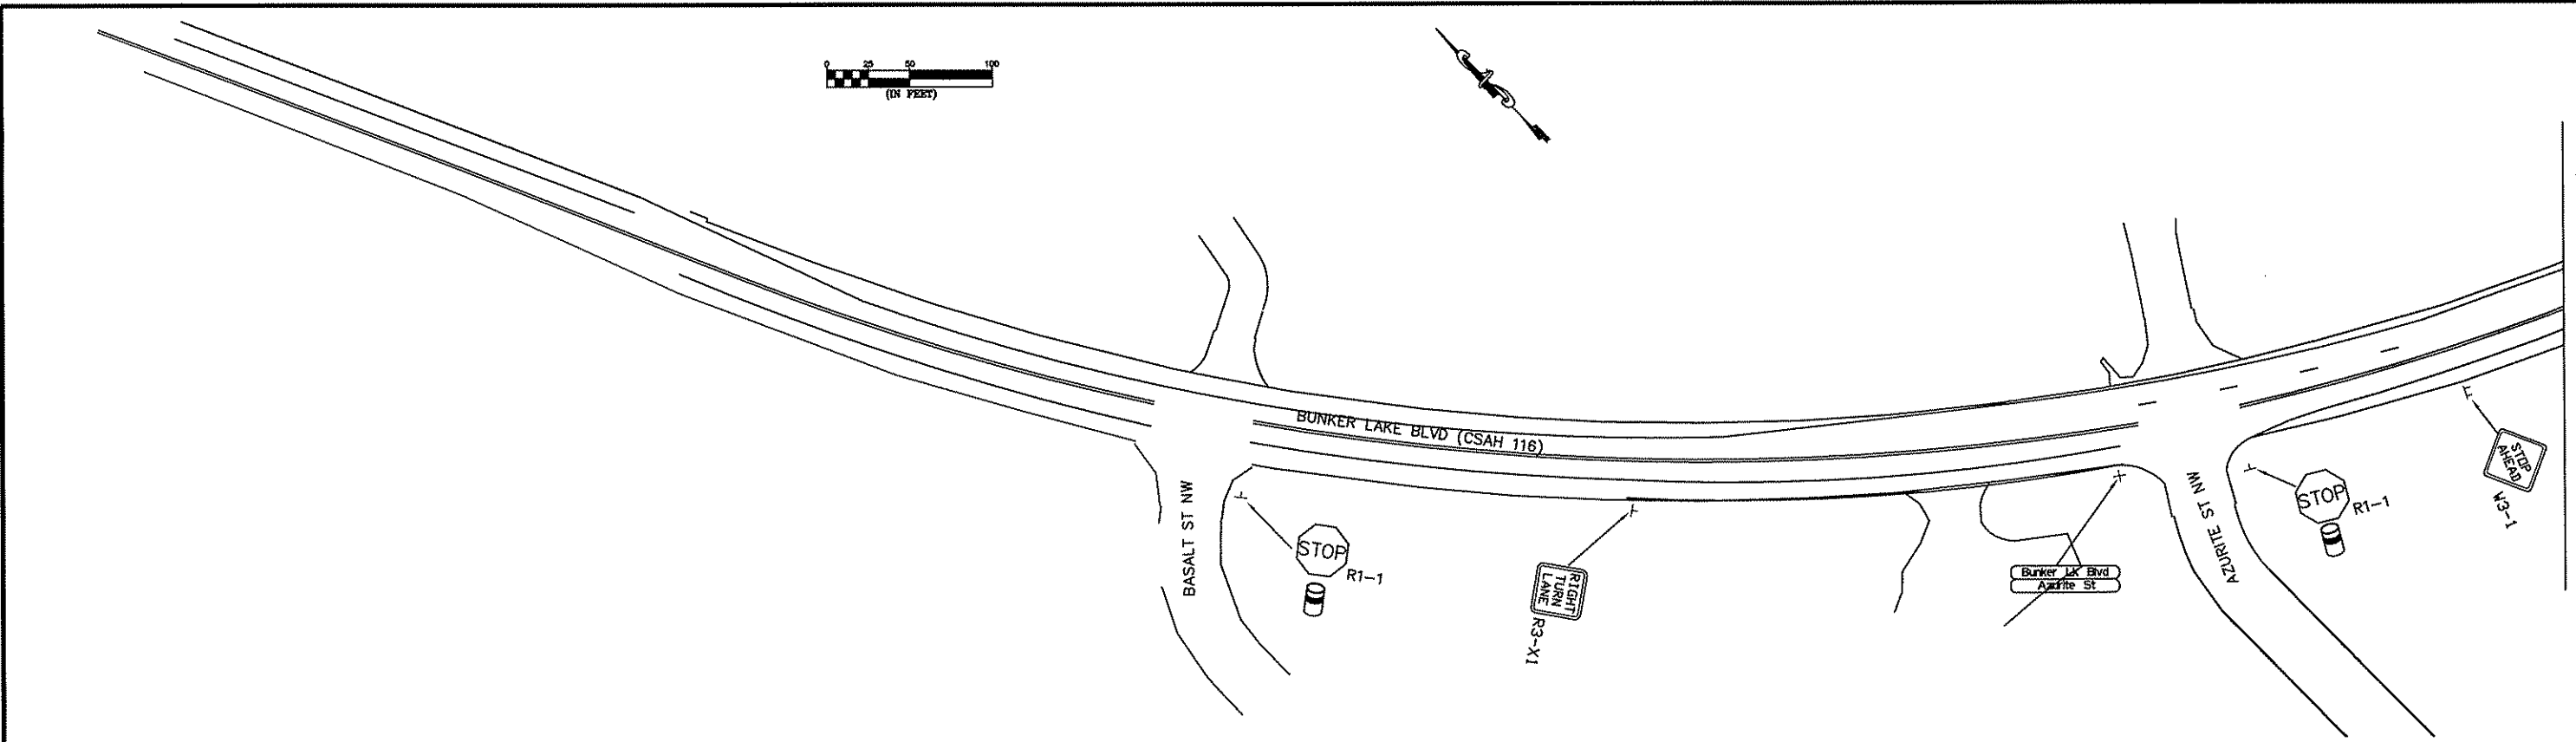 0 25 50 100
(IN FEET)
BUNKER LAKE BLVD (CSAH 116)
BASALT ST NW
STOP
R1-1
RIGHT
TURN
LANE
R3-X1
Bunker Lk Blvd
Azurite St
AZURITE ST NW
STOP
R1-1
STOP
AHEAD
W3-1